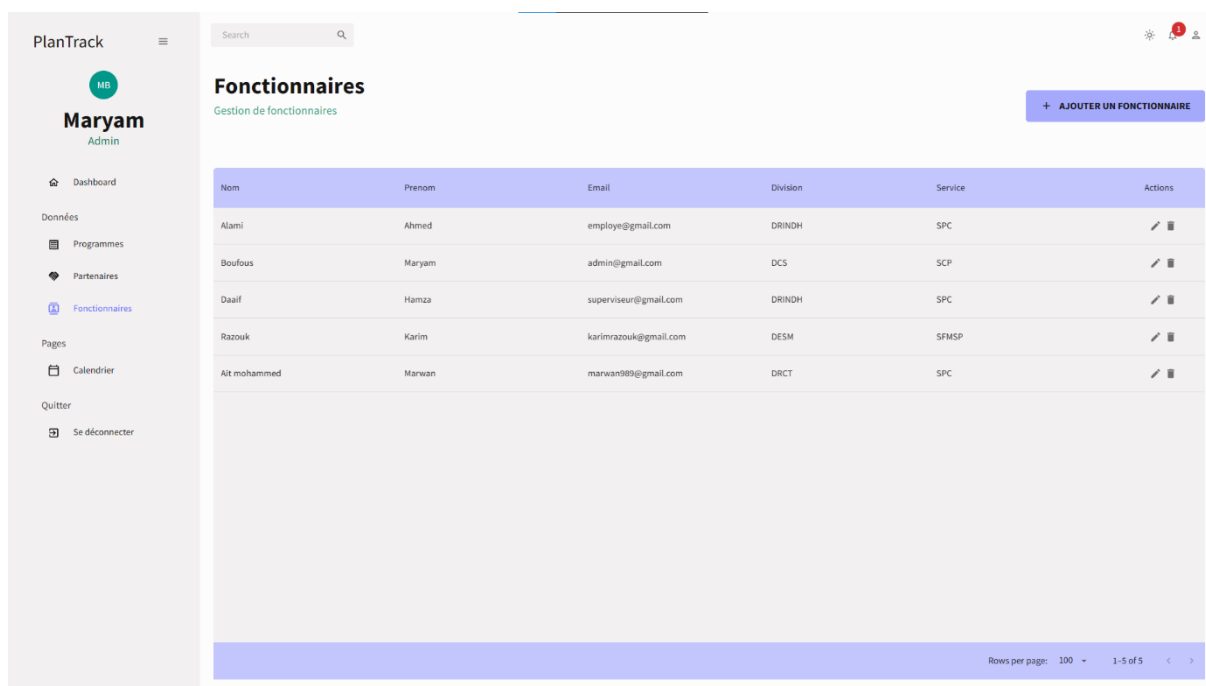 PlanTrack
MB
Maryam
Admin
Dashboard
Données
Programmes
Partenaires
Fonctionnaires
Pages
Calendrier
Quitter
Se déconnecter
Search
1
Fonctionnaires
Gestion de fonctionnaires
+ AJOUTER UN FONCTIONNAIRE
Nom Prenom Email Division Service Actions
Alami Ahmed employe@gmail.com DRINDH SPC
Boufous Maryam admin@gmail.com DCS SCP
Daaif Hamza superviseur@gmail.com DRINDH SPC
Razouk Karim karimrazouk@gmail.com DESM SFMSP
Ait mohammed Marwan marwan989@gmail.com DRCT SPC
Rows per page: 100 1-5 of 5